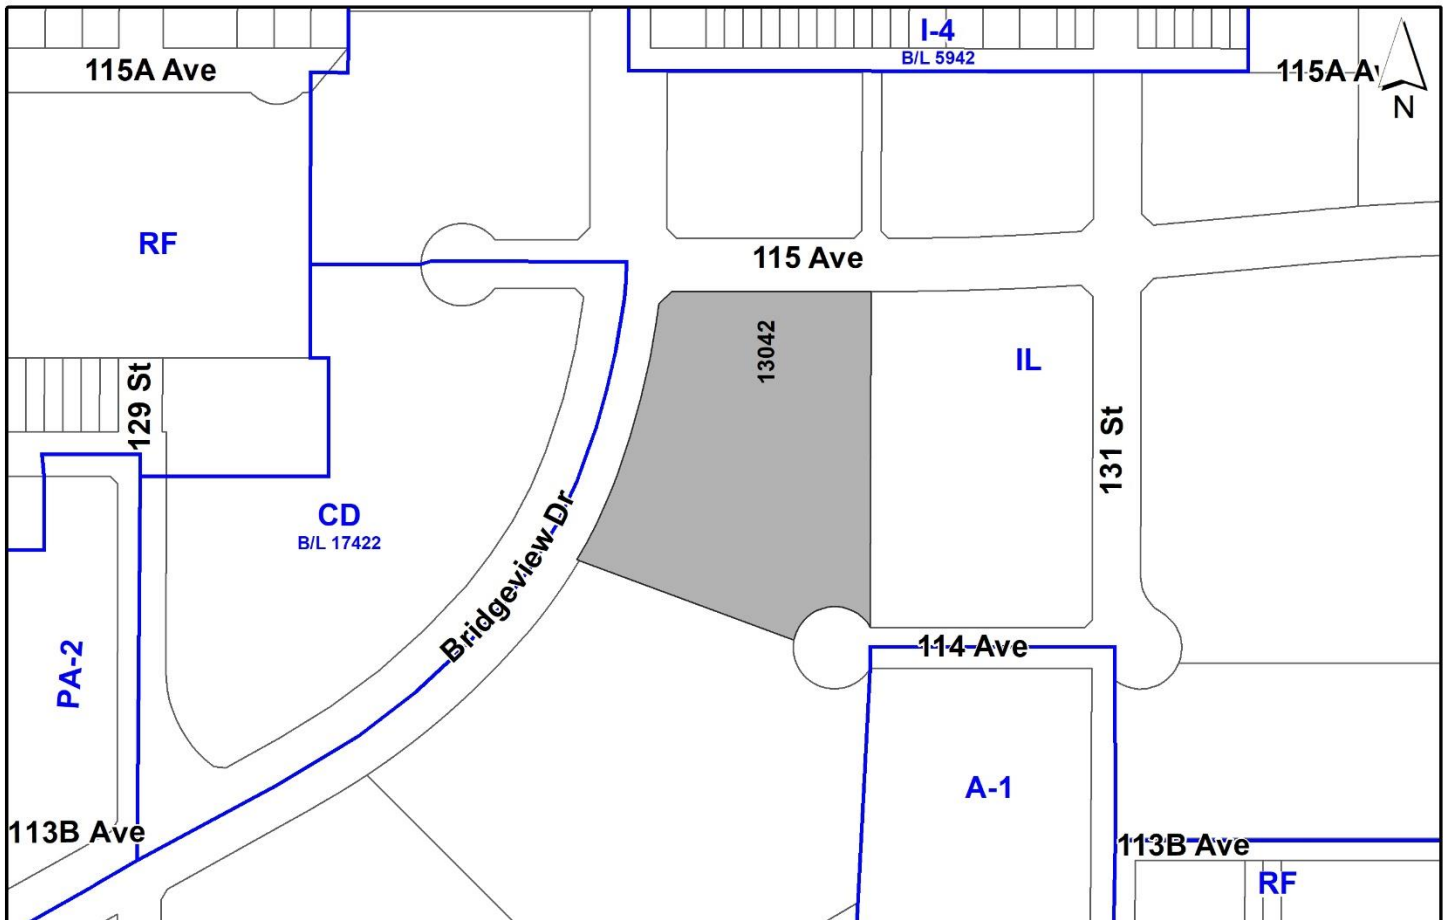 I-4
B/L 5942
115A Ave
115A Av
N
RF
115 Ave
13042
IL
129 St
131 St
CD
B/L 17422
Bridgeview Dr
114 Ave
PA-2
A-1
113B Ave
113B Ave
RF